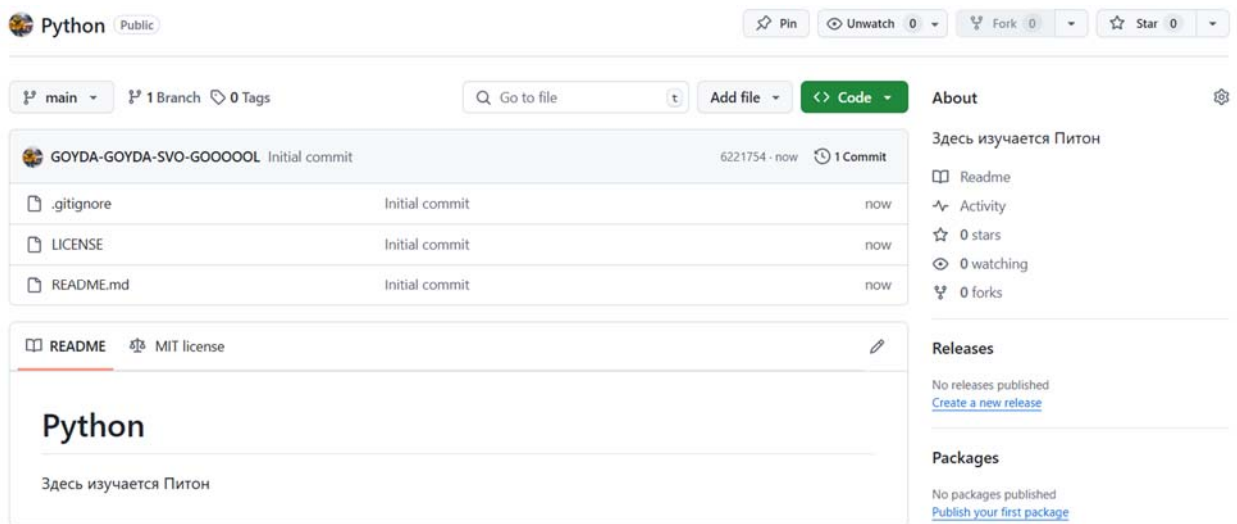 Python Public Pin Unwatch 0 Fork 0 Star 0
main 1 Branch 0 Tags Go to file t Add file Code
GOYDA-GOYDA-SVO-GOOOOOL Initial commit 6221754 · now 1 Commit
.gitignore Initial commit now
LICENSE Initial commit now
README.md Initial commit now
README MIT license
Python
Здесь изучается Питон
About
Здесь изучается Питон
Readme
Activity
0 stars
0 watching
0 forks
Releases
No releases published
Create a new release
Packages
No packages published
Publish your first package